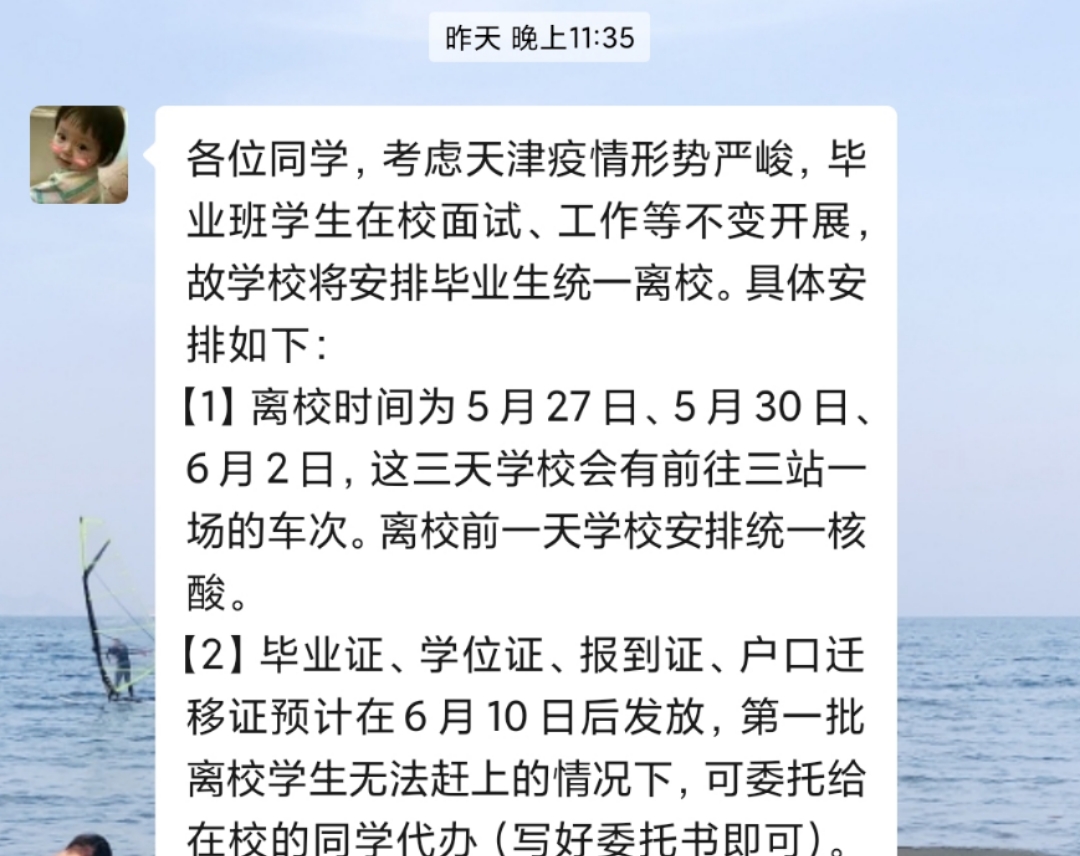 昨天 晚上11:35
各位同学，考虑天津疫情形势严峻，毕
业班学生在校面试、工作等不变开展，
故学校将安排毕业生统一离校。具体安
排如下：
【1】离校时间为5月27日、5月30日、
6月2日，这三天学校会有前往三站一
场的车次。离校前一天学校安排统一核
酸。
【2】毕业证、学位证、报到证、户口迁
移证预计在6月10日后发放，第一批
离校学生无法赶上的情况下，可委托给
在校的同学代办（写好委托书即可）。